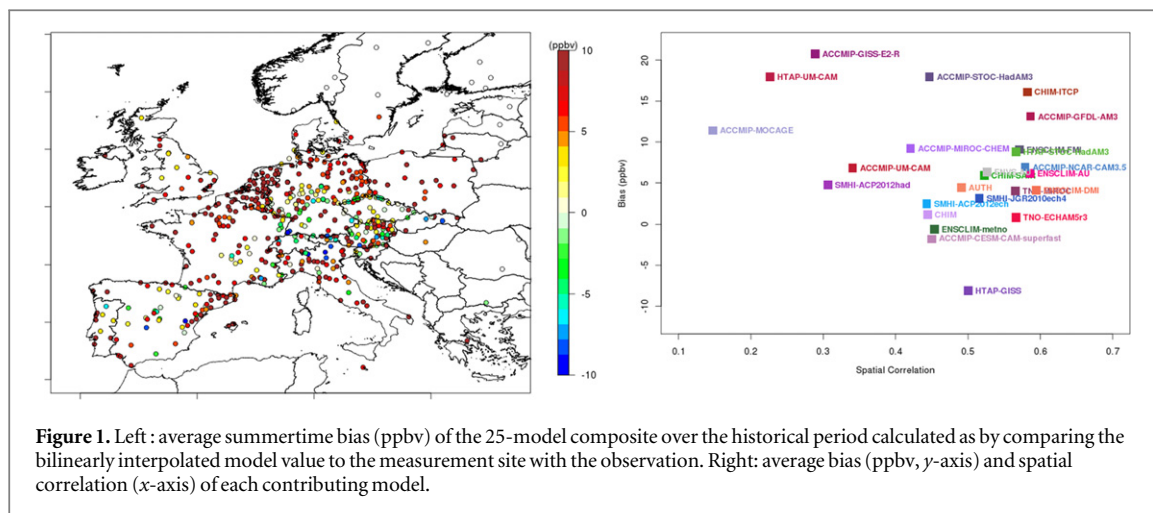 (ppbv)
10
5
0
-5
-10
20
15
10
5
0
-5
-10
Bias (ppbv)
ACCMIP-GISS-E2-R
HTAP-UM-CAM
ACCMIP-STOC-HadAM3
CHIM-ITCP
ACCMIP-GFDL-AM3
ACCMIP-MOCAGE
ACCMIP-MIROC-CHEM
ACCMIP-UM-CAM
ACCMIP-NCAR-CAM3.5
ENSCLIM-AU
SMHI-ACP2012had
AUTH
SMHI-JGR2010ech4
SMHI-ACP2012ech
CHIM
TNO-ECHAM5r3
ENSCLIM-metno
ACCMIP-CESM-CAM-superfast
HTAP-GISS
0.1 0.2 0.3 0.4 0.5 0.6 0.7
Spatial Correlation
Figure 1. Left : average summertime bias (ppbv) of the 25-model composite over the historical period calculated as by comparing the
bilinearly interpolated model value to the measurement site with the observation. Right: average bias (ppbv, y-axis) and spatial
correlation (x-axis) of each contributing model.